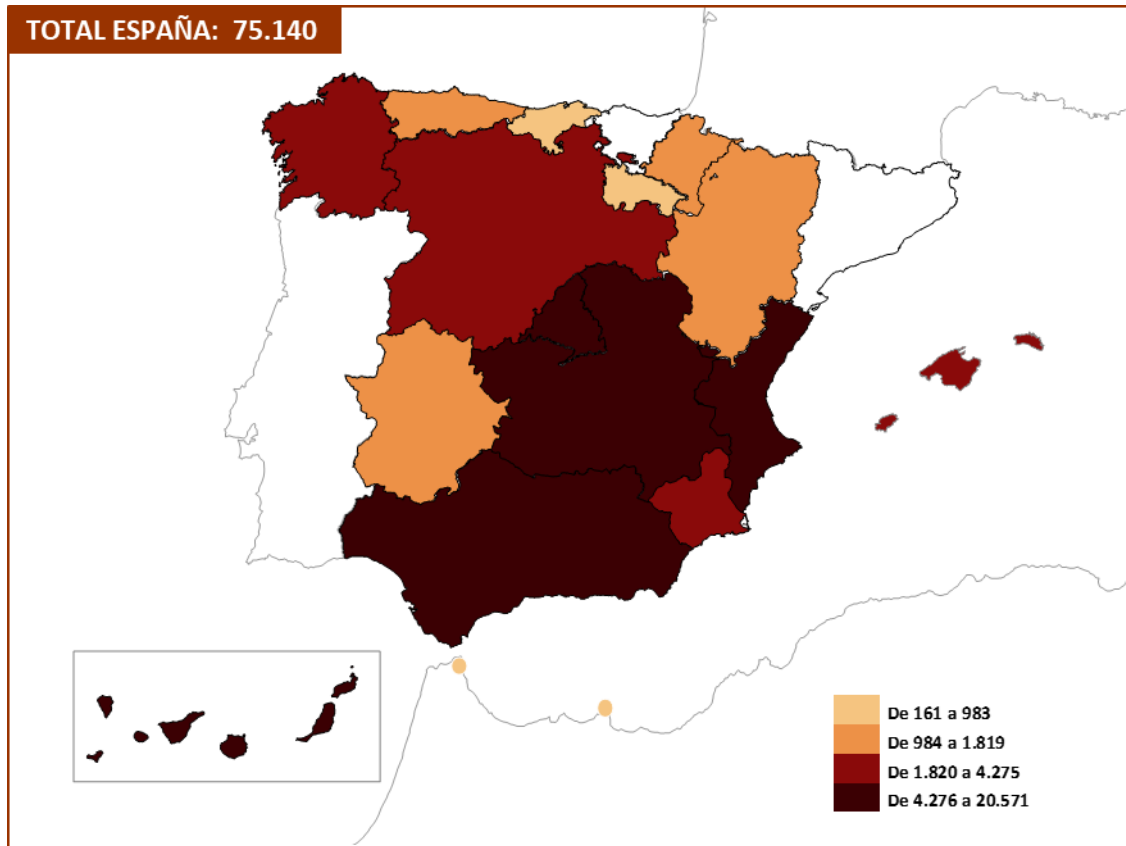 TOTAL ESPAÑA: 75.140
De 161 a 983
De 984 a 1.819
De 1.820 a 4.275
De 4.276 a 20.571